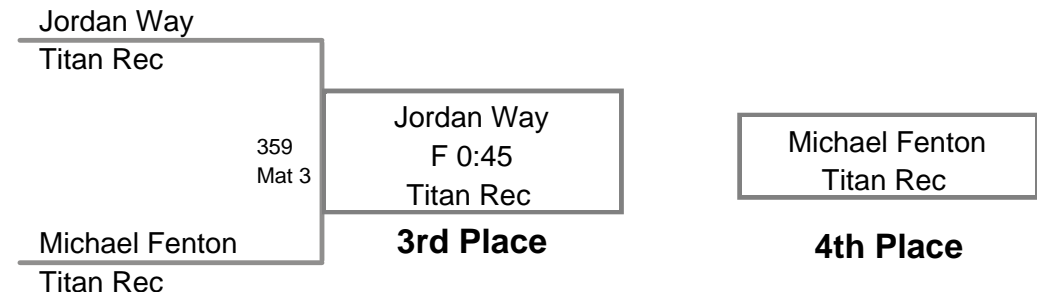 Jordan Way
Titan Rec
359
Mat 3
Michael Fenton
Titan Rec
Jordan Way
F 0:45
Titan Rec
3rd Place
Michael Fenton
Titan Rec
4th Place